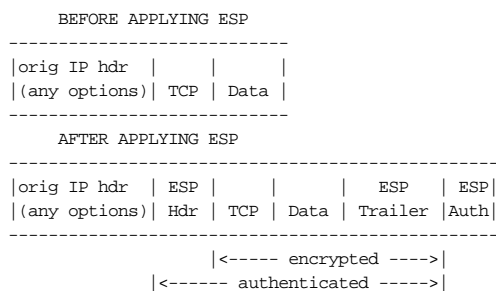 BEFORE APPLYING ESP
----------------------------
|orig IP hdr  |     |      |
|(any options)| TCP | Data |
----------------------------
AFTER APPLYING ESP
-------------------------------------------------
|orig IP hdr  | ESP |     |      |   ESP   | ESP|
|(any options)| Hdr | TCP | Data | Trailer |Auth|
-------------------------------------------------
|<----- encrypted ---->|
|<------ authenticated ----->|